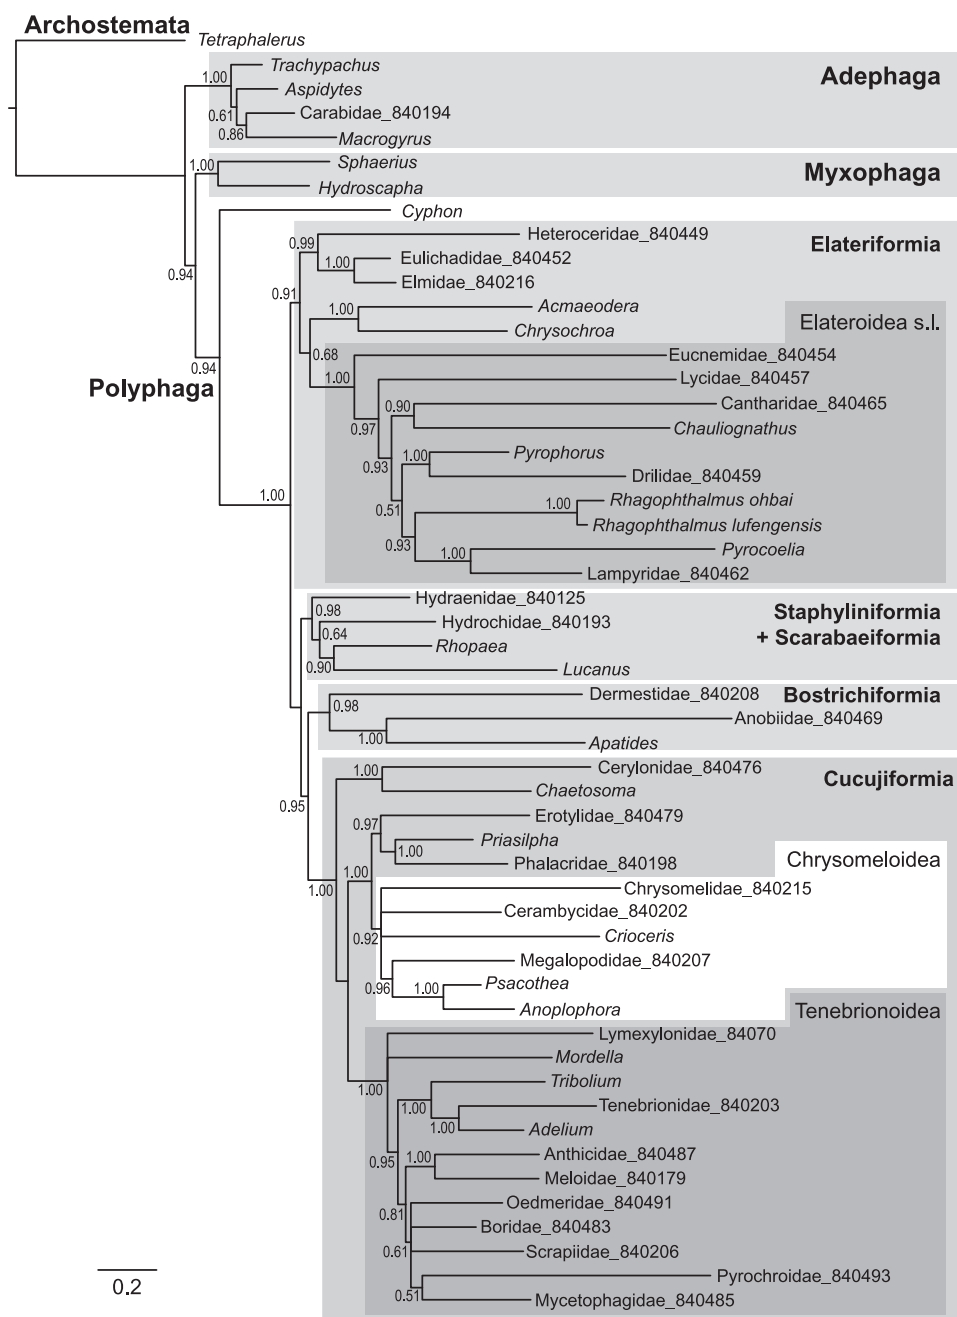 Archostemata
Tetraphalerus
Trachypachus
1.00
Adephaga
Aspidytes
0.61
Carabidae_840194
0.86
Macrogyrus
1.00
Sphaerius
Myxophaga
Hydroscapha
Cyphon
0.94
Heteroceridae_840449
0.99
Elateriformia
Eulichadidae_840452
1.00
Elmidae_840216
0.91
Acmaeodera
1.00
Elateroidea s.l.
Chrysochroa
0.68
Eucnemidae_840454
0.94
1.00
Lycidae_840457
Polyphaga
Cantharidae_840465
0.90
0.97
Chauliognathus
Pyrophorus
1.00
0.93
Drilidae_840459
1.00
Rhagophthalmus ohbai
1.00
0.51
Rhagophthalmus lufengensis
0.93
Pyrocoelia
1.00
Lampyridae_840462
Hydraenidae_840125
0.98
Staphyliniformia
Hydrochidae_840193
0.64
+ Scarabaeiformia
Rhopaea
0.90
Lucanus
Dermestidae_840208
Bostrichiformia
0.98
Anobiidae_840469
1.00
Apatides
Cerylonidae_840476
1.00
Cucujiformia
Chaetosoma
0.95
Erotylidae_840479
0.97
Priasilpha
1.00
Phalacridae_840198
Chrysomeloidea
1.00
1.00
Chrysomelidae_840215
Cerambycidae_840202
0.92
Crioceris
Megalopodidae_840207
0.96
1.00
Psacothea
Anoplophora
Tenebrionoidea
Lymexylonidae_84070
Mordella
1.00
Tribolium
1.00
Tenebrionidae_840203
1.00
Adelium
0.95
Anthicidae_840487
1.00
Meloidae_840179
Oedmeridae_840491
0.81
Boridae_840483
0.61
Scrapiidae_840206
Pyrochroidae_840493
0.51
Mycetophagidae_840485
0.2